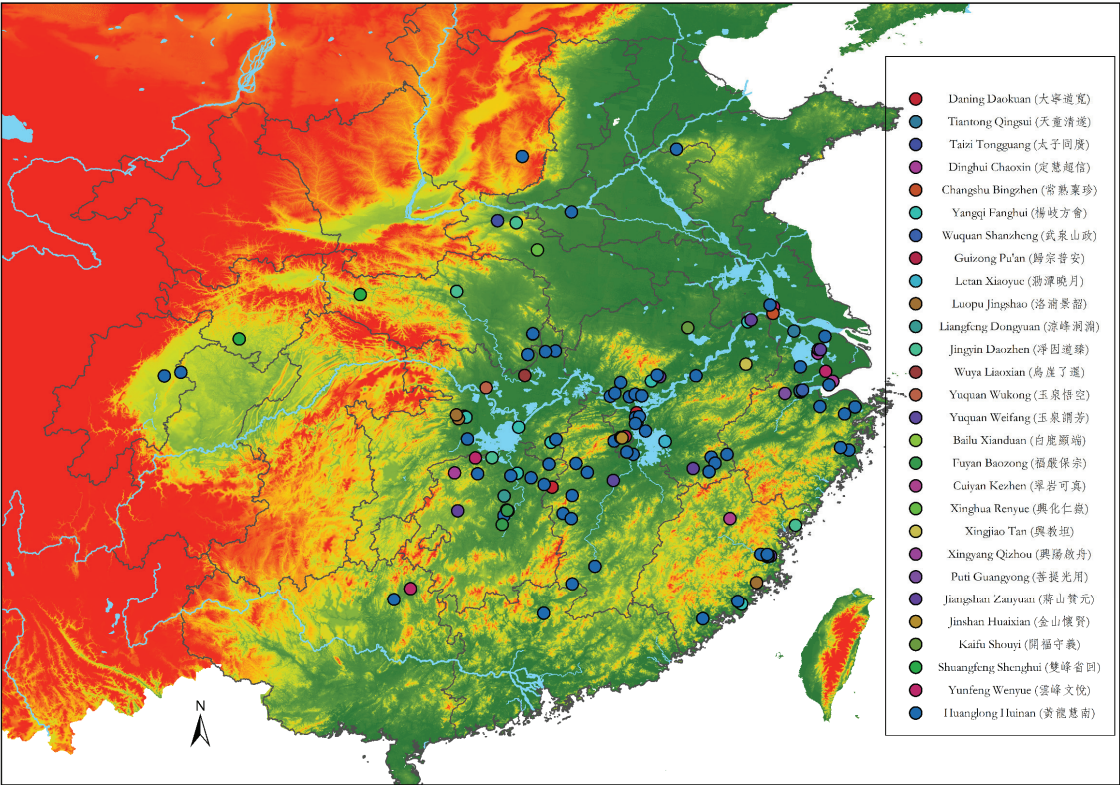 Daning Daokuan (大寧道寬)
Tiantong Qingsui (天童清遂)
Taizi Tongguang (太子同廣)
Dinghui Chaoxin (定慧超信)
Changshu Bingzhen (常熟稟珍)
Yangqi Fanghui (楊岐方會)
Wuquan Shanzheng (武泉山政)
Guizong Pu'an (歸宗普安)
Letan Xiaoyue (泐潭曉月)
Luopu Jingshao (洛浦景韶)
Liangfeng Dongyuan (涼峰洞淵)
Jingyin Daozhen (淨因道臻)
Wuya Liaoxian (烏崖了遷)
Yuquan Wukong (玉泉悟空)
Yuquan Weifang (玉泉謂芳)
Bailu Xianduan (白鹿顯端)
Fuyan Baozong (福嚴保宗)
Cuiyan Kezhen (翠岩可真)
Xinghua Renyue (興化仁嶽)
Xingjiao Tan (興教坦)
Xingyang Qizhou (興陽啟舟)
Puti Guangyong (菩提光用)
Jiangshan Zanyuan (蔣山贊元)
Jinshan Huaixian (金山懷賢)
Kaifu Shouyi (開福守義)
Shuangfeng Shenghui (雙峰省回)
Yunfeng Wenyue (雲峰文悅)
Huanglong Huinan (黃龍慧南)
N